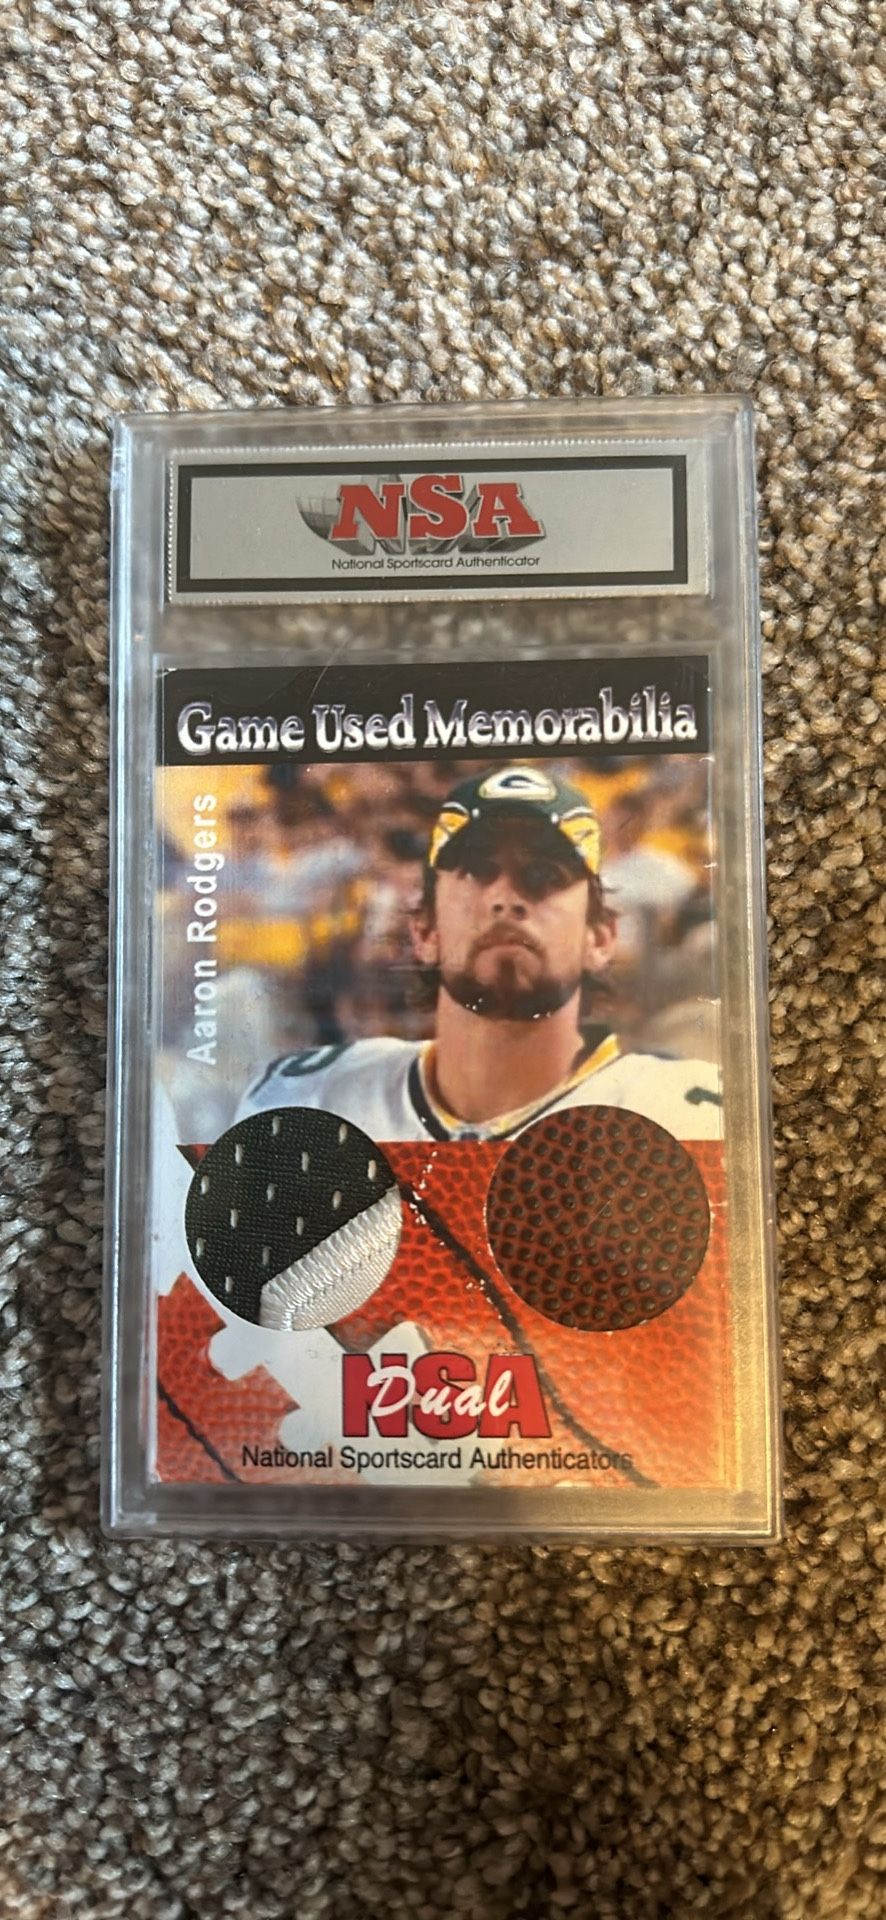 NSA
National Sportscard Authenticator
Game Used Memorabilia
Aaron Rodgers
G
NSA
Dual
National Sportscard Authenticators